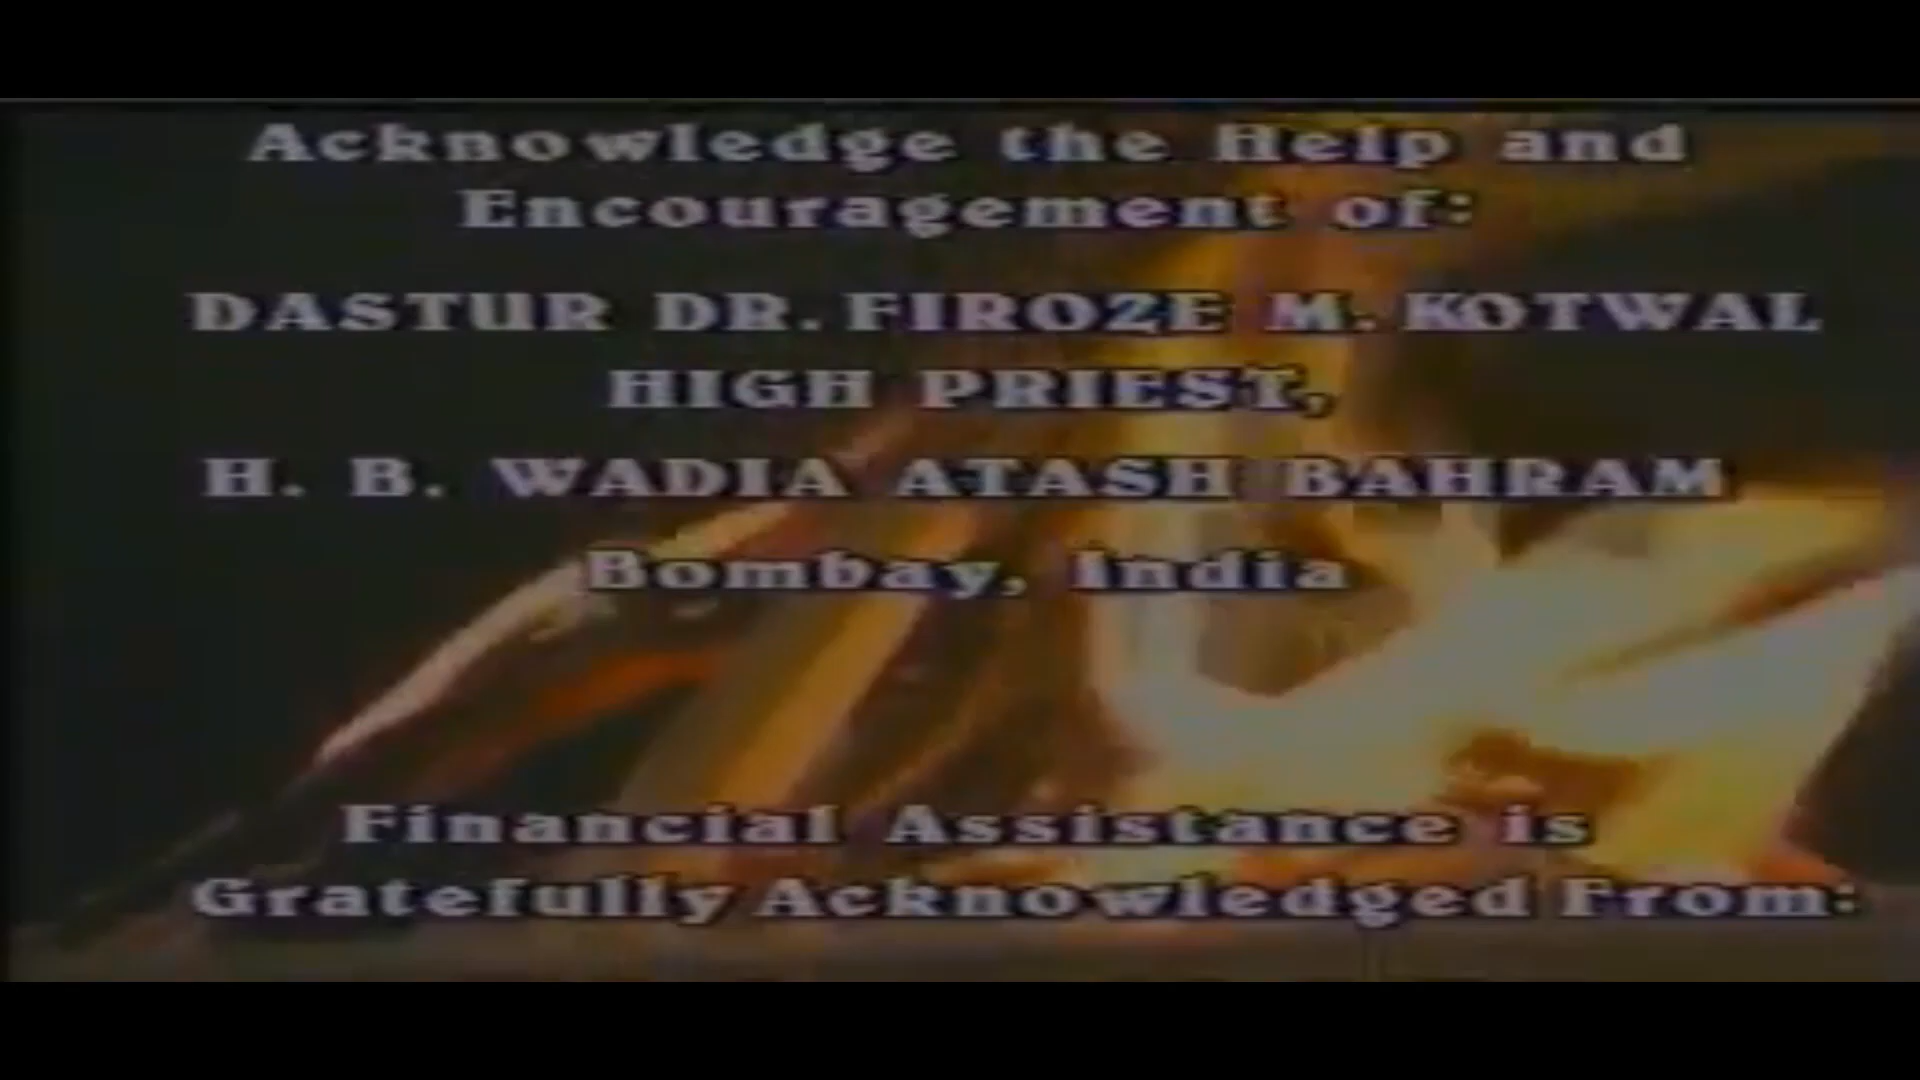 Acknowledge the Help and
Encouragement of:
DASTUR DR. FIROZE M. KOTWAL
HIGH PRIEST,
H. B. WADIA ATASH BAHRAM
Bombay, India
Financial Assistance is
Gratefully Acknowledged From: